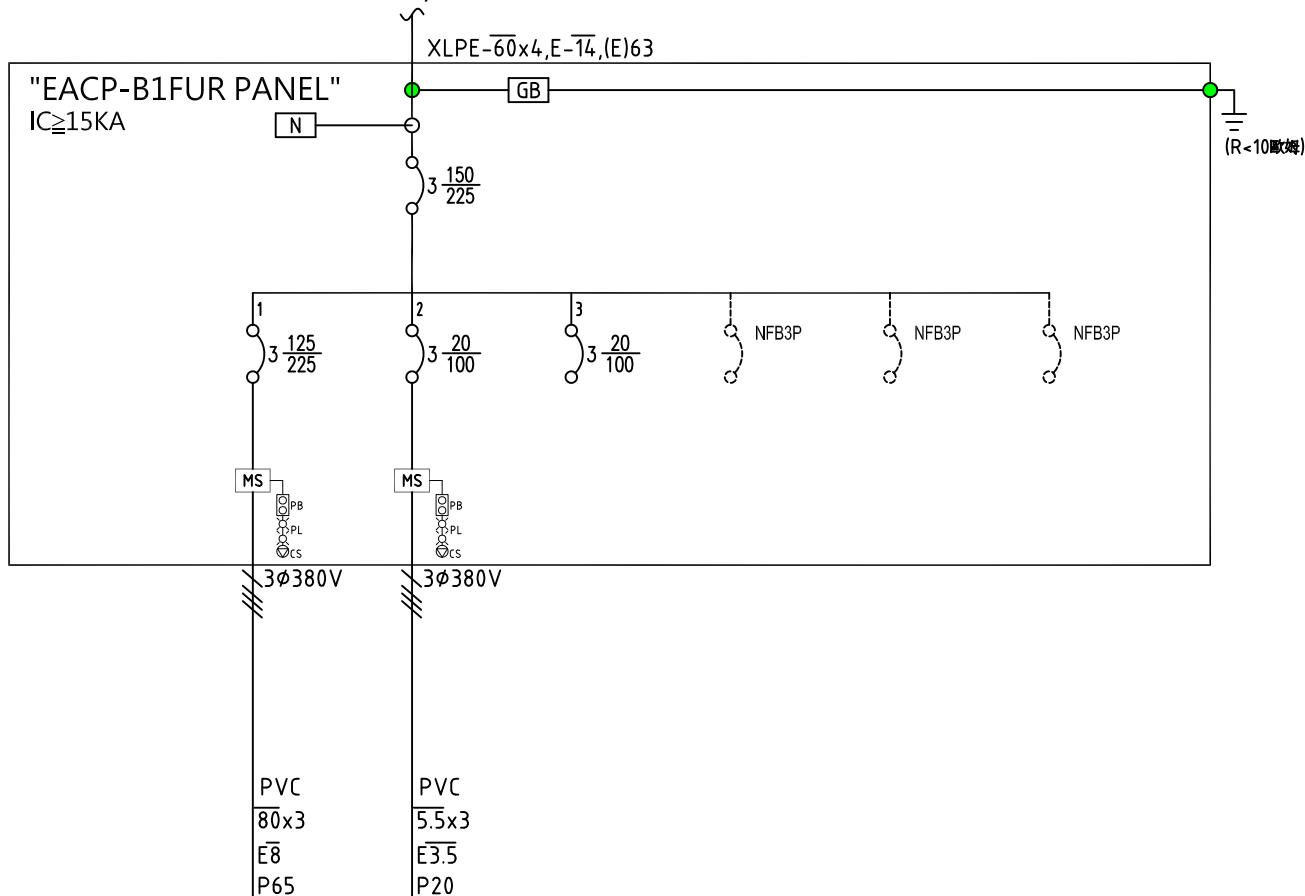 XLPE-60x4,E-14,(E)63
"EACP-B1FUR PANEL"
IC≧15KA
GB
N
(R<10歐姆)
3 150/225
1
2
3
3 125/225
3 20/100
3 20/100
NFB3P
NFB3P
NFB3P
MS
PB
PL
CS
MS
PB
PL
CS
3φ380V
3φ380V
PVC
80x3
E8
P65
PVC
5.5x3
E3.5
P20